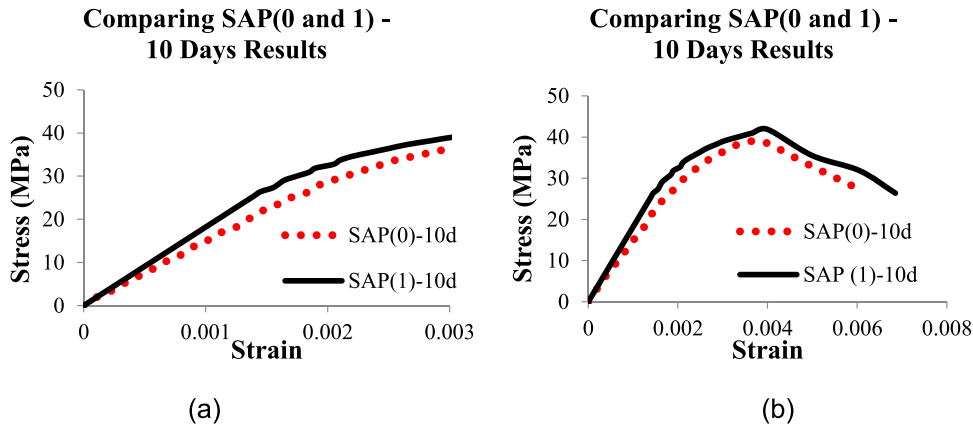 Comparing SAP(0 and 1) -
10 Days Results
50
40
30
20
10
0
Stress (MPa)
SAP(0)-10d
SAP(1)-10d
0
0.001
0.002
0.003
Strain
(a)
Comparing SAP(0 and 1) -
10 Days Results
50
40
30
20
10
0
Stress (MPa)
SAP(0)-10d
SAP (1)-10d
0
0.002
0.004
0.006
0.008
Strain
(b)